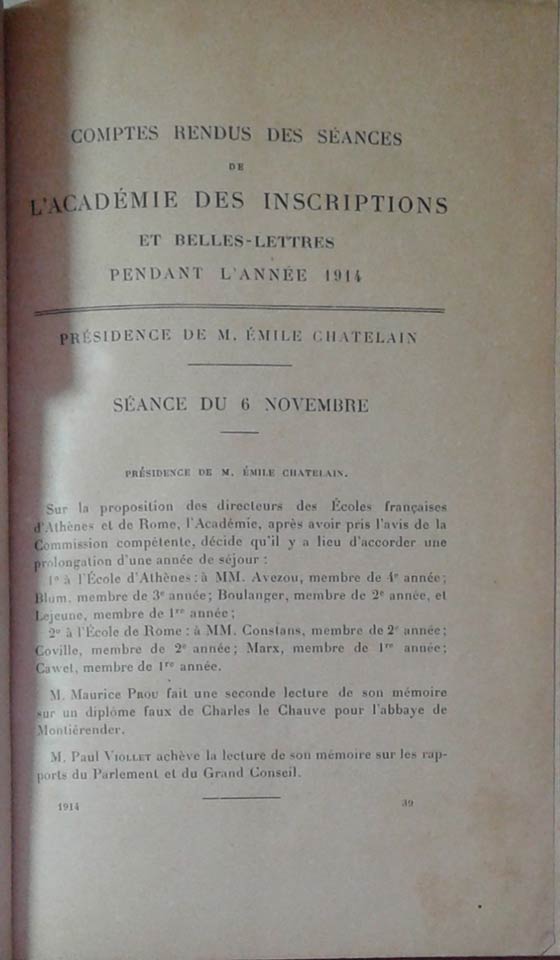 COMPTES RENDUS DES SÉANCES
DE
L'ACADÉMIE DES INSCRIPTIONS
ET BELLES-LETTRES
PENDANT L'ANNÉE 1914
PRÉSIDENCE DE M. ÉMILE CHATELAIN
SÉANCE DU 6 NOVEMBRE
PRÉSIDENCE DE M. ÉMILE CHATELAIN.
Sur la proposition des directeurs des Écoles françaises
d'Athènes et de Rome, l'Académie, après avoir pris l'avis de la
Commission compétente, décide qu'il y a lieu d'accorder une
prolongation d'une année de séjour :
1º à l'École d'Athènes : à MM. Avezou, membre de 4e année ;
Blum, membre de 3e année ; Boulanger, membre de 2e année, et
Lejeune, membre de 1re année ;
2º à l'École de Rome : à MM. Constans, membre de 2e année ;
Coville, membre de 2e année ; Marx, membre de 1re année ;
Cawet, membre de 1re année.
M. Maurice PROU fait une seconde lecture de son mémoire
sur un diplôme faux de Charles le Chauve pour l'abbaye de
Montiérender.
M. Paul VIOLLET achève la lecture de son mémoire sur les rap-
ports du Parlement et du Grand Conseil.
1914 39